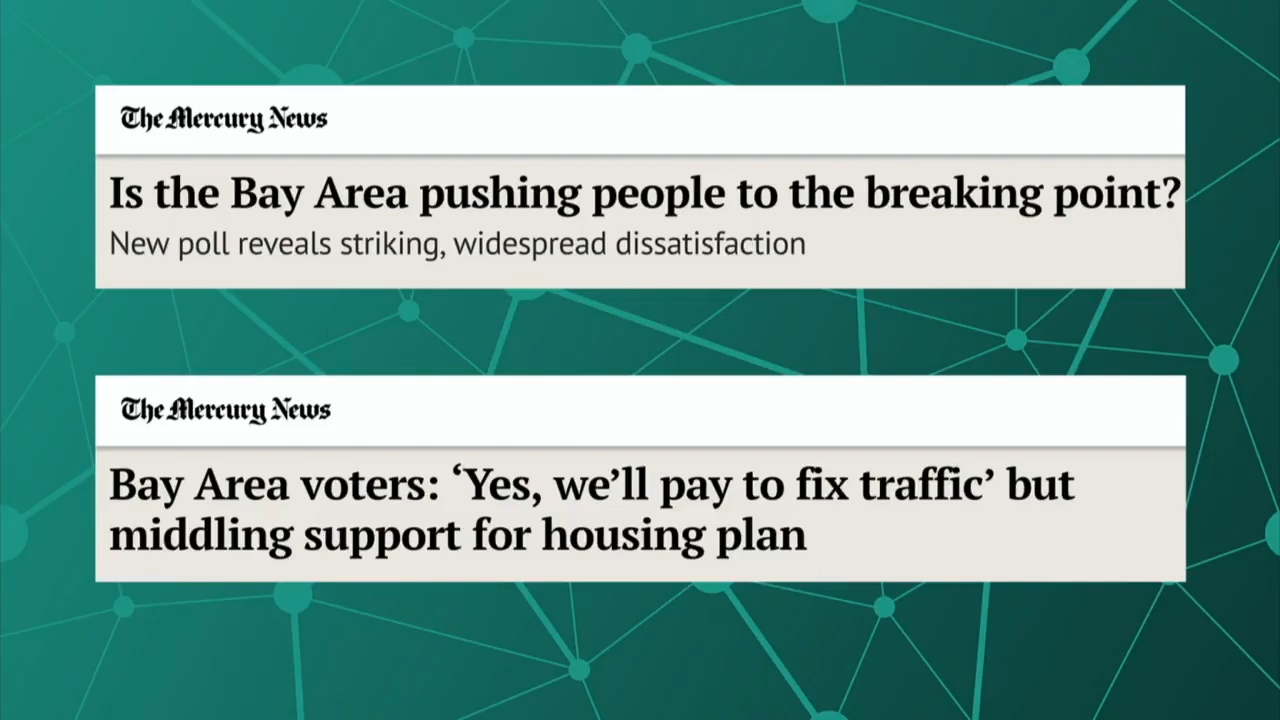 The Mercury News
Is the Bay Area pushing people to the breaking point?
New poll reveals striking, widespread dissatisfaction
The Mercury News
Bay Area voters: ‘Yes, we’ll pay to fix traffic’ but
middling support for housing plan